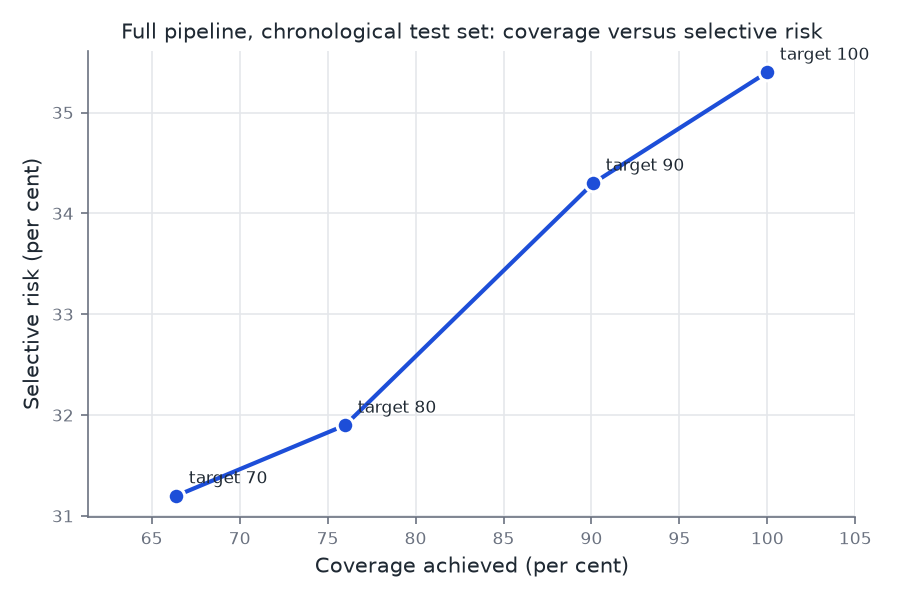 Full pipeline, chronological test set: coverage versus selective risk
target 100
35
target 90
34
Selective risk (per cent)
33
target 80
32
target 70
31
65 70 75 80 85 90 95 100 105
Coverage achieved (per cent)